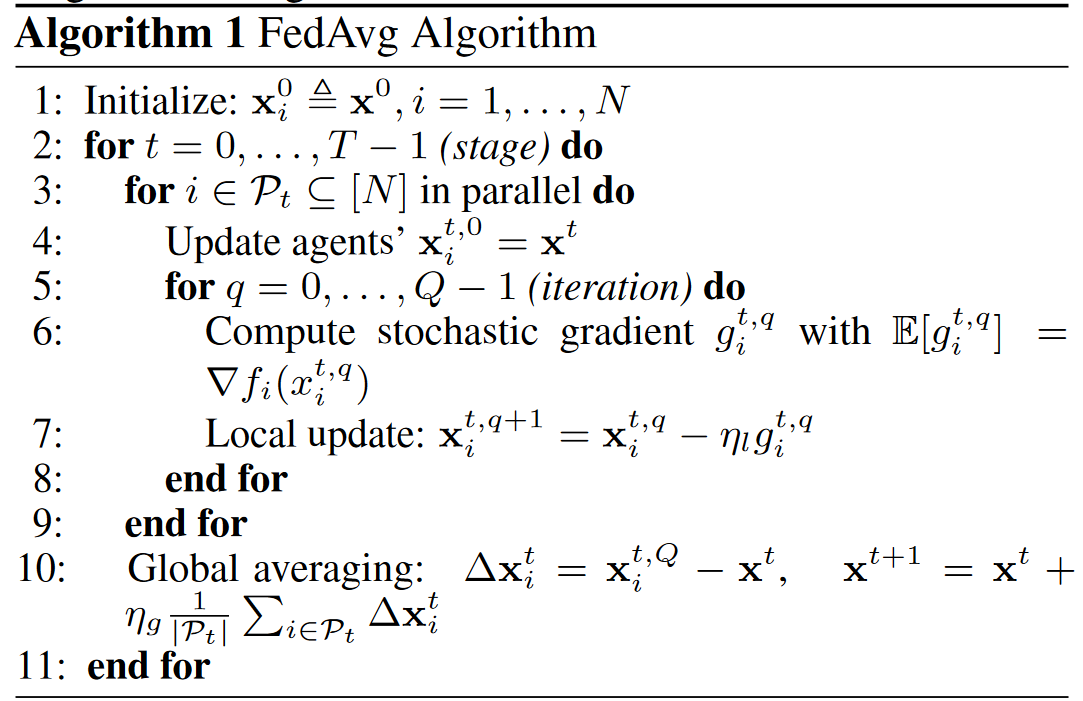 Algorithm 1 FedAvg Algorithm
1: Initialize: $\mathbf{x}_i^0 \triangleq \mathbf{x}^0, i = 1, \ldots, N$
2: for $t = 0, \ldots, T - 1$ (stage) do
3: for $i \in \mathcal{P}_t \subseteq [N]$ in parallel do
4: Update agents’ $\mathbf{x}_i^{t,0} = \mathbf{x}^t$
5: for $q = 0, \ldots, Q - 1$ (iteration) do
6: Compute stochastic gradient $g_i^{t,q}$ with $\mathbb{E}[g_i^{t,q}] =$
$\nabla f_i(x_i^{t,q})$
7: Local update: $\mathbf{x}_i^{t,q+1} = \mathbf{x}_i^{t,q} - \eta_l g_i^{t,q}$
8: end for
9: end for
10: Global averaging: $\Delta \mathbf{x}_i^t = \mathbf{x}_i^{t,Q} - \mathbf{x}^t, \quad \mathbf{x}^{t+1} = \mathbf{x}^t +$
$\eta_g \frac{1}{|\mathcal{P}_t|} \sum_{i \in \mathcal{P}_t} \Delta \mathbf{x}_i^t$
11: end for